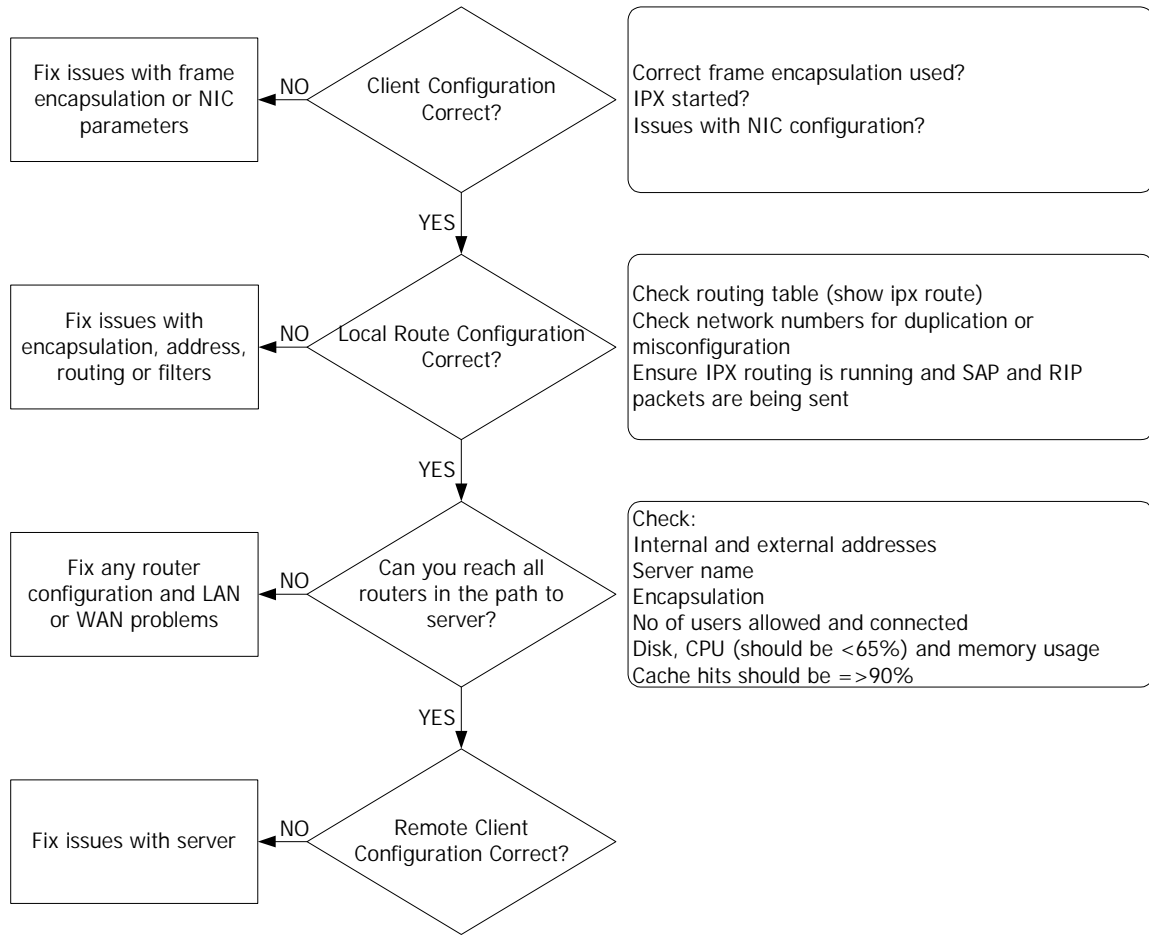 Fix issues with frame
encapsulation or NIC
parameters
NO
Client Configuration
Correct?
Correct frame encapsulation used?
IPX started?
Issues with NIC configuration?
YES
Fix issues with
encapsulation, address,
routing or filters
NO
Local Route Configuration
Correct?
Check routing table (show ipx route)
Check network numbers for duplication or
misconfiguration
Ensure IPX routing is running and SAP and RIP
packets are being sent
YES
Fix any router
configuration and LAN
or WAN problems
NO
Can you reach all
routers in the path to
server?
Check:
Internal and external addresses
Server name
Encapsulation
No of users allowed and connected
Disk, CPU (should be <65%) and memory usage
Cache hits should be =>90%
YES
Fix issues with server
NO
Remote Client
Configuration Correct?